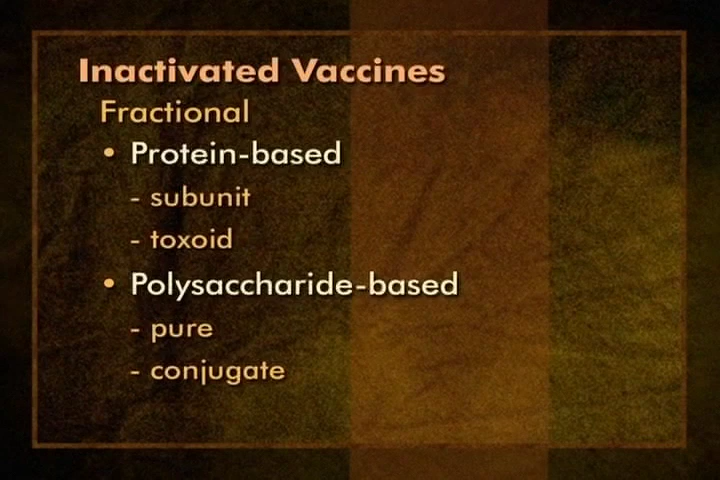 Inactivated Vaccines
Fractional
• Protein-based
- subunit
- toxoid
• Polysaccharide-based
- pure
- conjugate